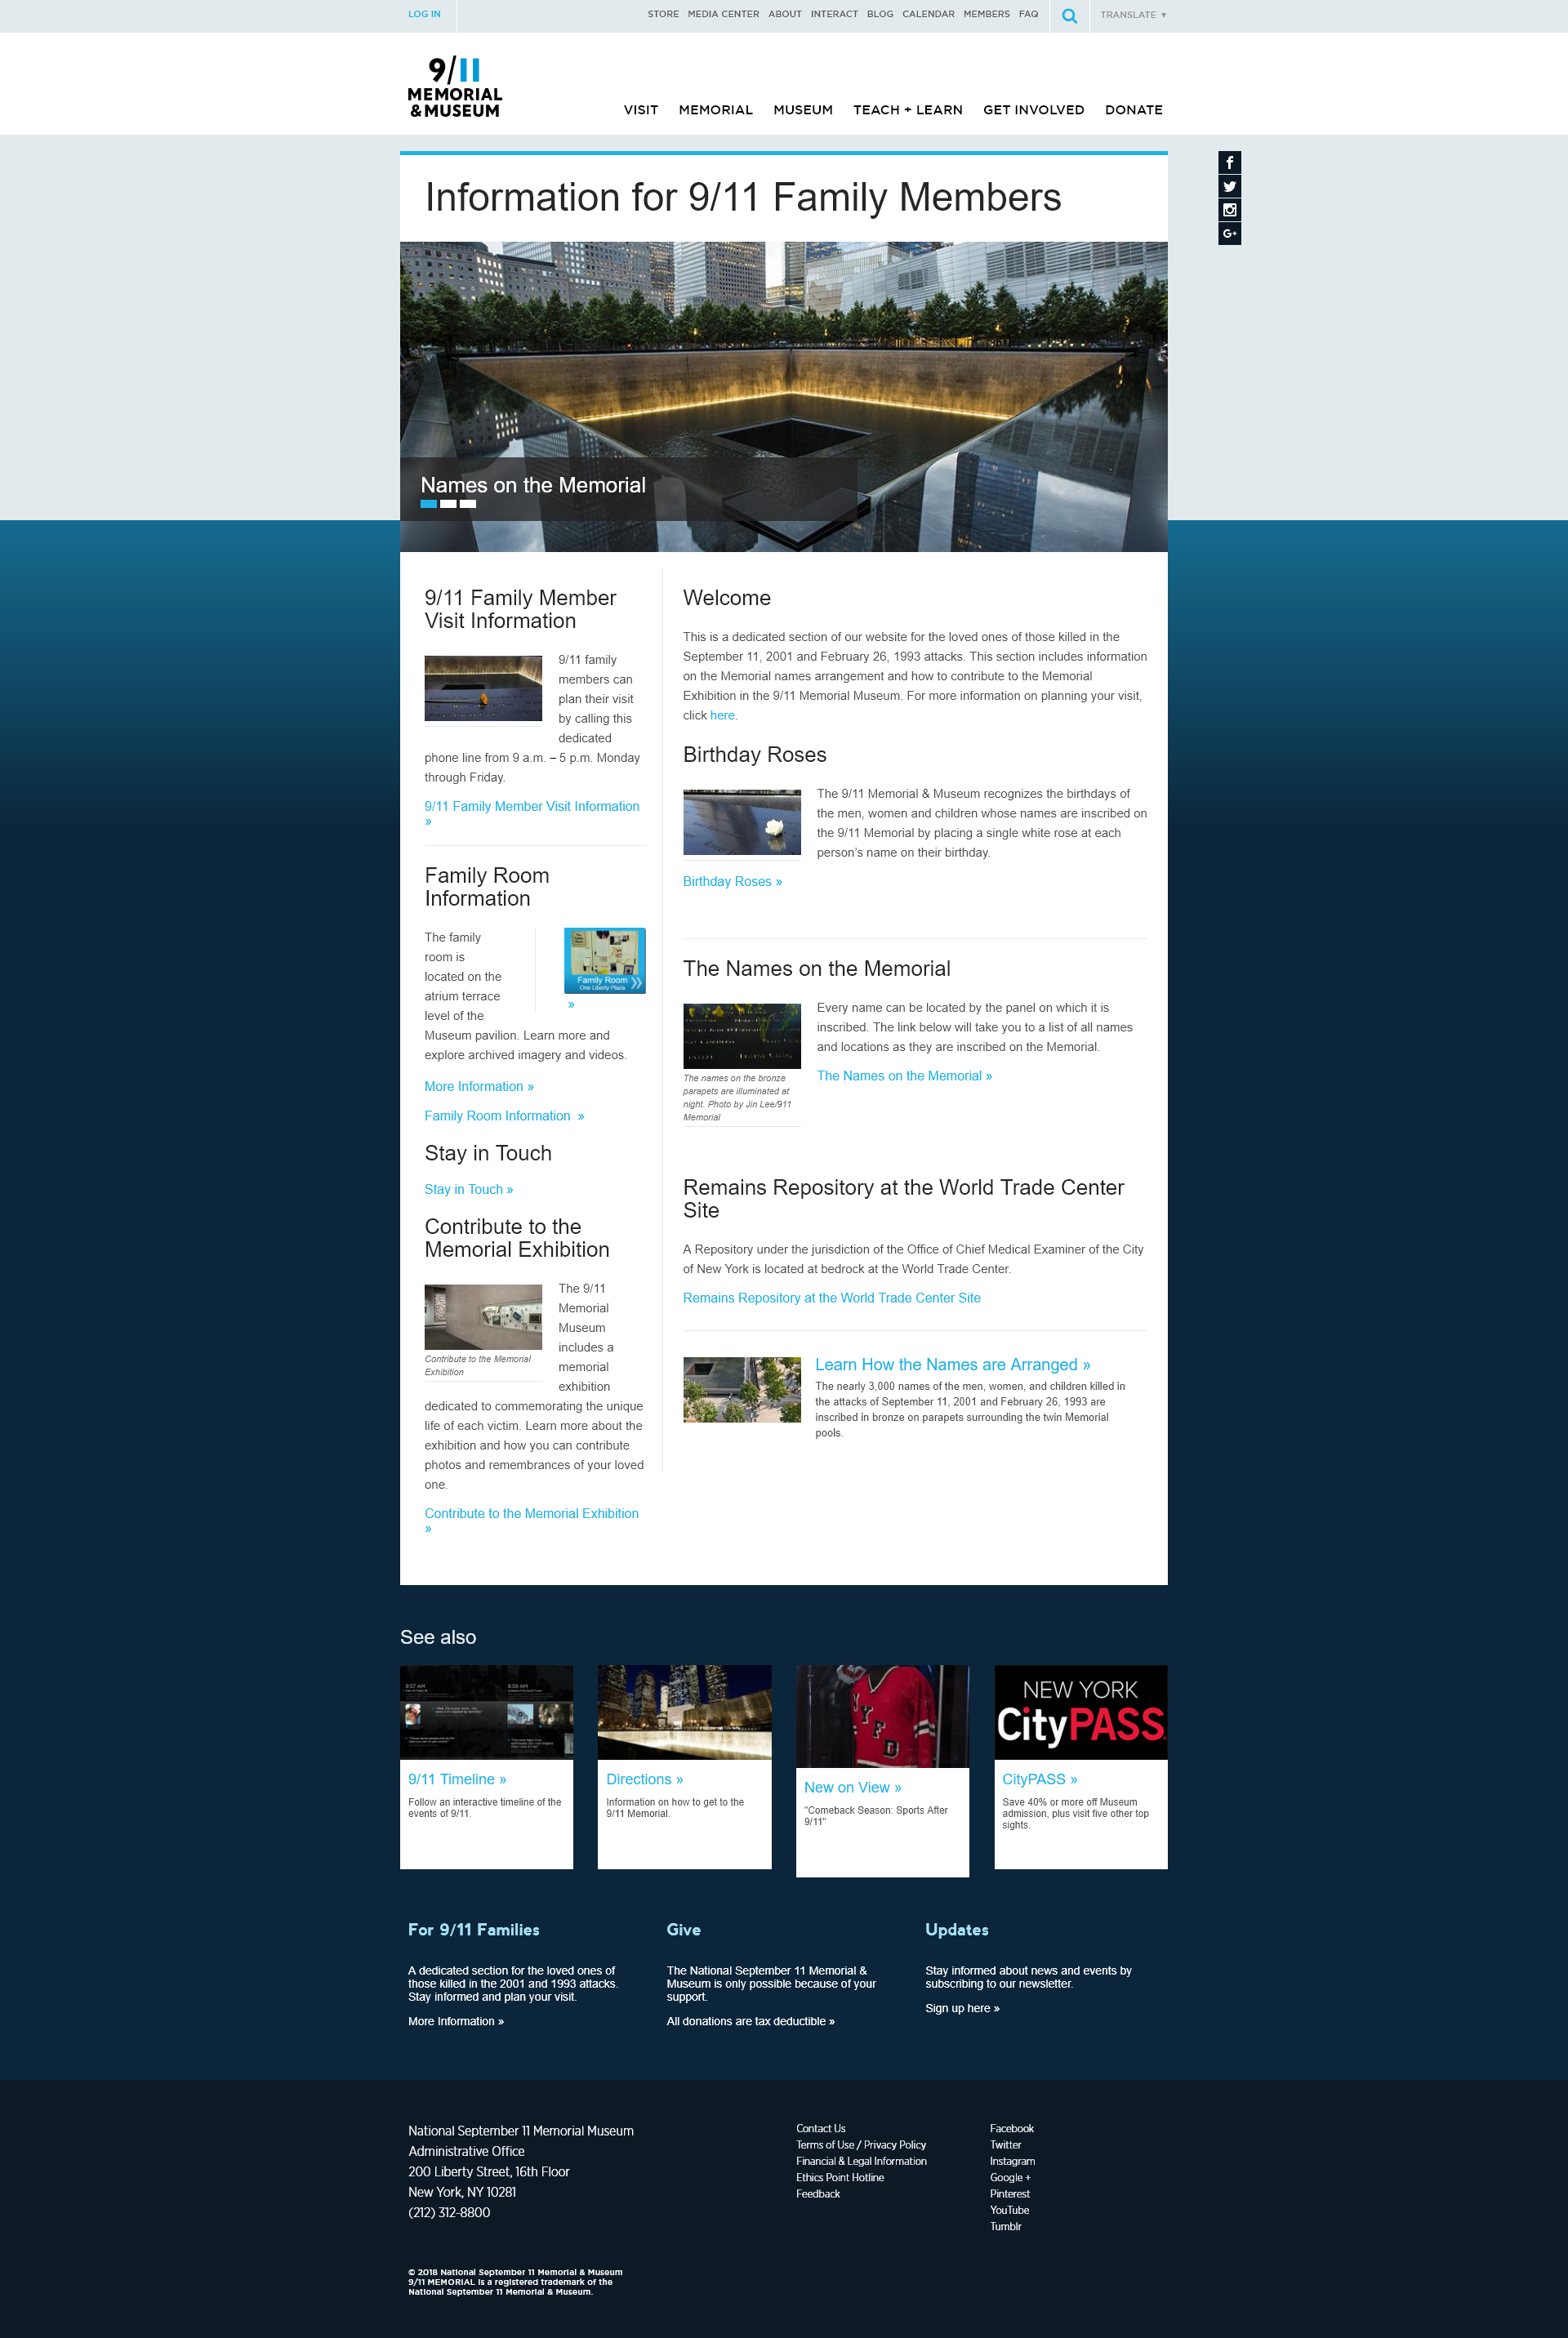 LOG IN
STORE MEDIA CENTER ABOUT INTERACT BLOG CALENDAR MEMBERS FAQ
TRANSLATE ▼
9/11
MEMORIAL
&MUSEUM
VISIT MEMORIAL MUSEUM TEACH + LEARN GET INVOLVED DONATE
Information for 9/11 Family Members
Names on the Memorial
9/11 Family Member
Visit Information
9/11 family
members can
plan their visit
by calling this
dedicated
phone line from 9 a.m. – 5 p.m. Monday
through Friday.
9/11 Family Member Visit Information
»
Family Room
Information
The family
room is
located on the
atrium terrace
level of the
Museum pavilion. Learn more and
explore archived imagery and videos.
Family Room
One Liberty Plaza
»
More Information »
Family Room Information »
Stay in Touch
Stay in Touch »
Contribute to the
Memorial Exhibition
Contribute to the Memorial
Exhibition
The 9/11
Memorial
Museum
includes a
memorial
exhibition
dedicated to commemorating the unique
life of each victim. Learn more about the
exhibition and how you can contribute
photos and remembrances of your loved
one.
Contribute to the Memorial Exhibition
»
Welcome
This is a dedicated section of our website for the loved ones of those killed in the
September 11, 2001 and February 26, 1993 attacks. This section includes information
on the Memorial names arrangement and how to contribute to the Memorial
Exhibition in the 9/11 Memorial Museum. For more information on planning your visit,
click here.
Birthday Roses
The 9/11 Memorial & Museum recognizes the birthdays of
the men, women and children whose names are inscribed on
the 9/11 Memorial by placing a single white rose at each
person’s name on their birthday.
Birthday Roses »
The Names on the Memorial
The names on the bronze
parapets are illuminated at
night. Photo by Jin Lee/911
Memorial
Every name can be located by the panel on which it is
inscribed. The link below will take you to a list of all names
and locations as they are inscribed on the Memorial.
The Names on the Memorial »
Remains Repository at the World Trade Center
Site
A Repository under the jurisdiction of the Office of Chief Medical Examiner of the City
of New York is located at bedrock at the World Trade Center.
Remains Repository at the World Trade Center Site
Learn How the Names are Arranged »
The nearly 3,000 names of the men, women, and children killed in
the attacks of September 11, 2001 and February 26, 1993 are
inscribed in bronze on parapets surrounding the twin Memorial
pools.
See also
9:57 AM
9:59 AM
9/11 Timeline »
Follow an interactive timeline of the
events of 9/11.
Directions »
Information on how to get to the
9/11 Memorial.
NYFD
New on View »
"Comeback Season: Sports After
9/11"
NEW YORK
CityPASS
CityPASS »
Save 40% or more off Museum
admission, plus visit five other top
sights.
For 9/11 Families
A dedicated section for the loved ones of
those killed in the 2001 and 1993 attacks.
Stay informed and plan your visit.
More Information »
Give
The National September 11 Memorial &
Museum is only possible because of your
support.
All donations are tax deductible »
Updates
Stay informed about news and events by
subscribing to our newsletter.
Sign up here »
National September 11 Memorial Museum
Administrative Office
200 Liberty Street, 16th Floor
New York, NY 10281
(212) 312-8800
Contact Us
Terms of Use / Privacy Policy
Financial & Legal Information
Ethics Point Hotline
Feedback
Facebook
Twitter
Instagram
Google +
Pinterest
YouTube
Tumblr
© 2018 National September 11 Memorial & Museum
9/11 MEMORIAL is a registered trademark of the
National September 11 Memorial & Museum.